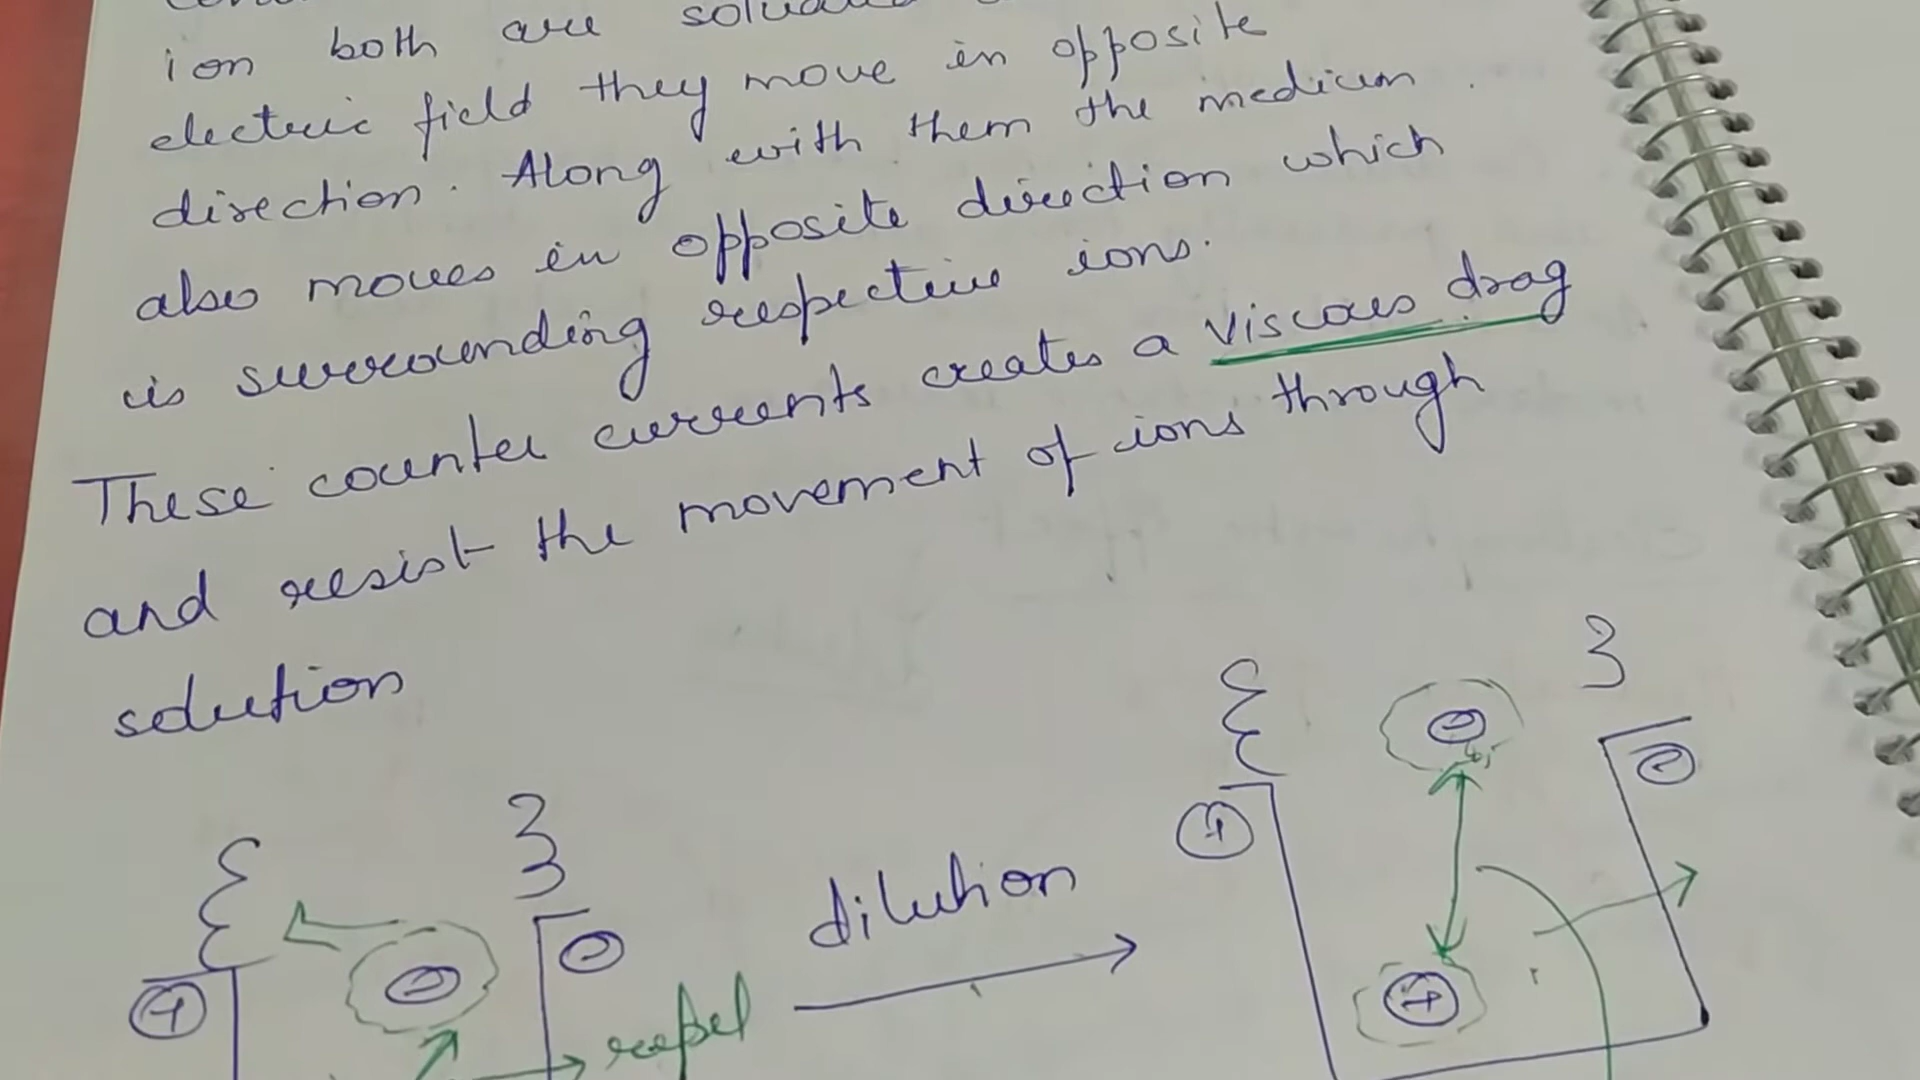 ion both are
electric field they move in opposite
direction. Along with them the medium
also moves in opposite direction which
is surrounding respective ions.
These counter currents creates a viscous drag
and resist the movement of ions through
solution
dilution
repel